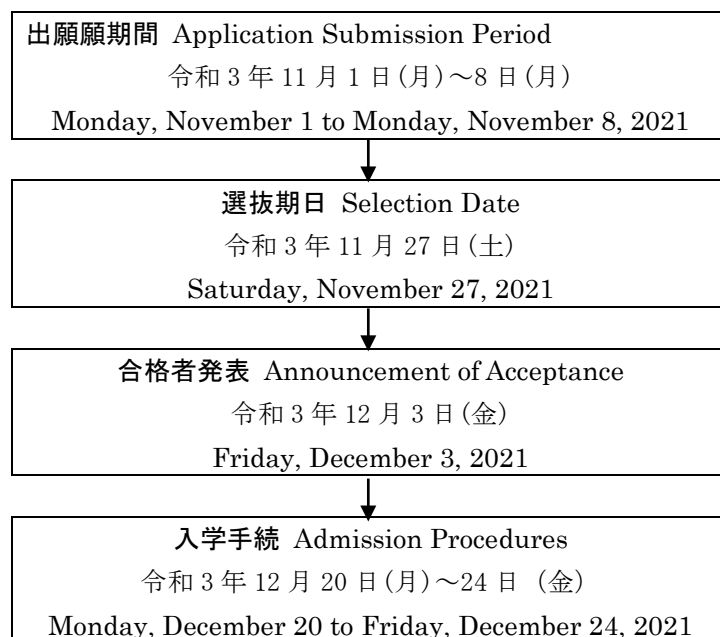 出願願期間 Application Submission Period
令和 3 年 11 月 1 日(月)～8 日(月)
Monday, November 1 to Monday, November 8, 2021
選抜期日 Selection Date
令和 3 年 11 月 27 日(土)
Saturday, November 27, 2021
合格者発表 Announcement of Acceptance
令和 3 年 12 月 3 日(金)
Friday, December 3, 2021
入学手続 Admission Procedures
令和 3 年 12 月 20 日(月)～24 日 (金)
Monday, December 20 to Friday, December 24, 2021